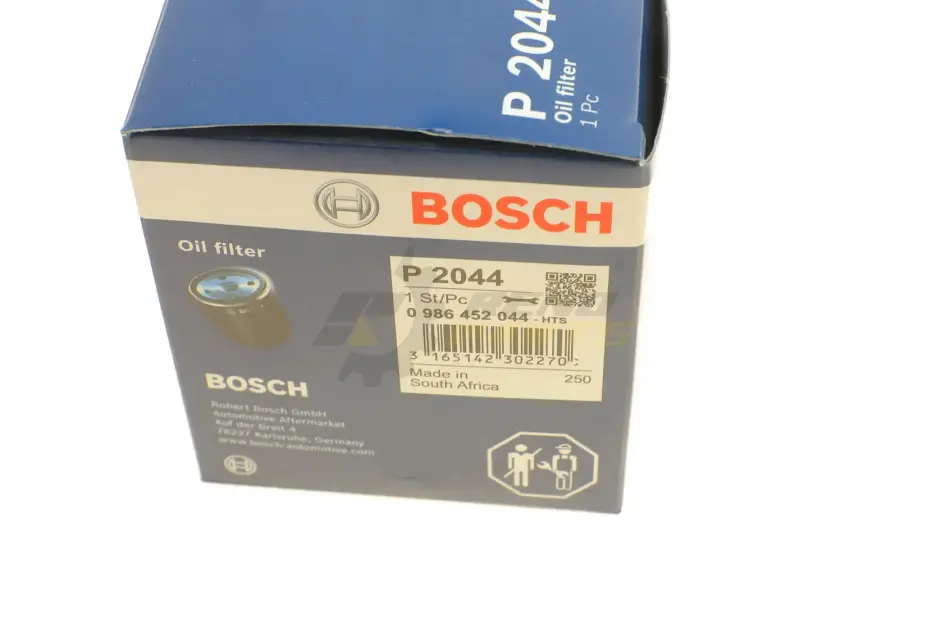 P 2044
Oil filter
1 Pc
BOSCH
Oil filter
P 2044
1 St/Pc
0 986 452 044 - HTS
3 165142 302270
Made in
South Africa
250
BOSCH
Robert Bosch GmbH
Automotive Aftermarket
Auf der Breit 4
76227 Karlsruhe, Germany
www.bosch-automotive.com